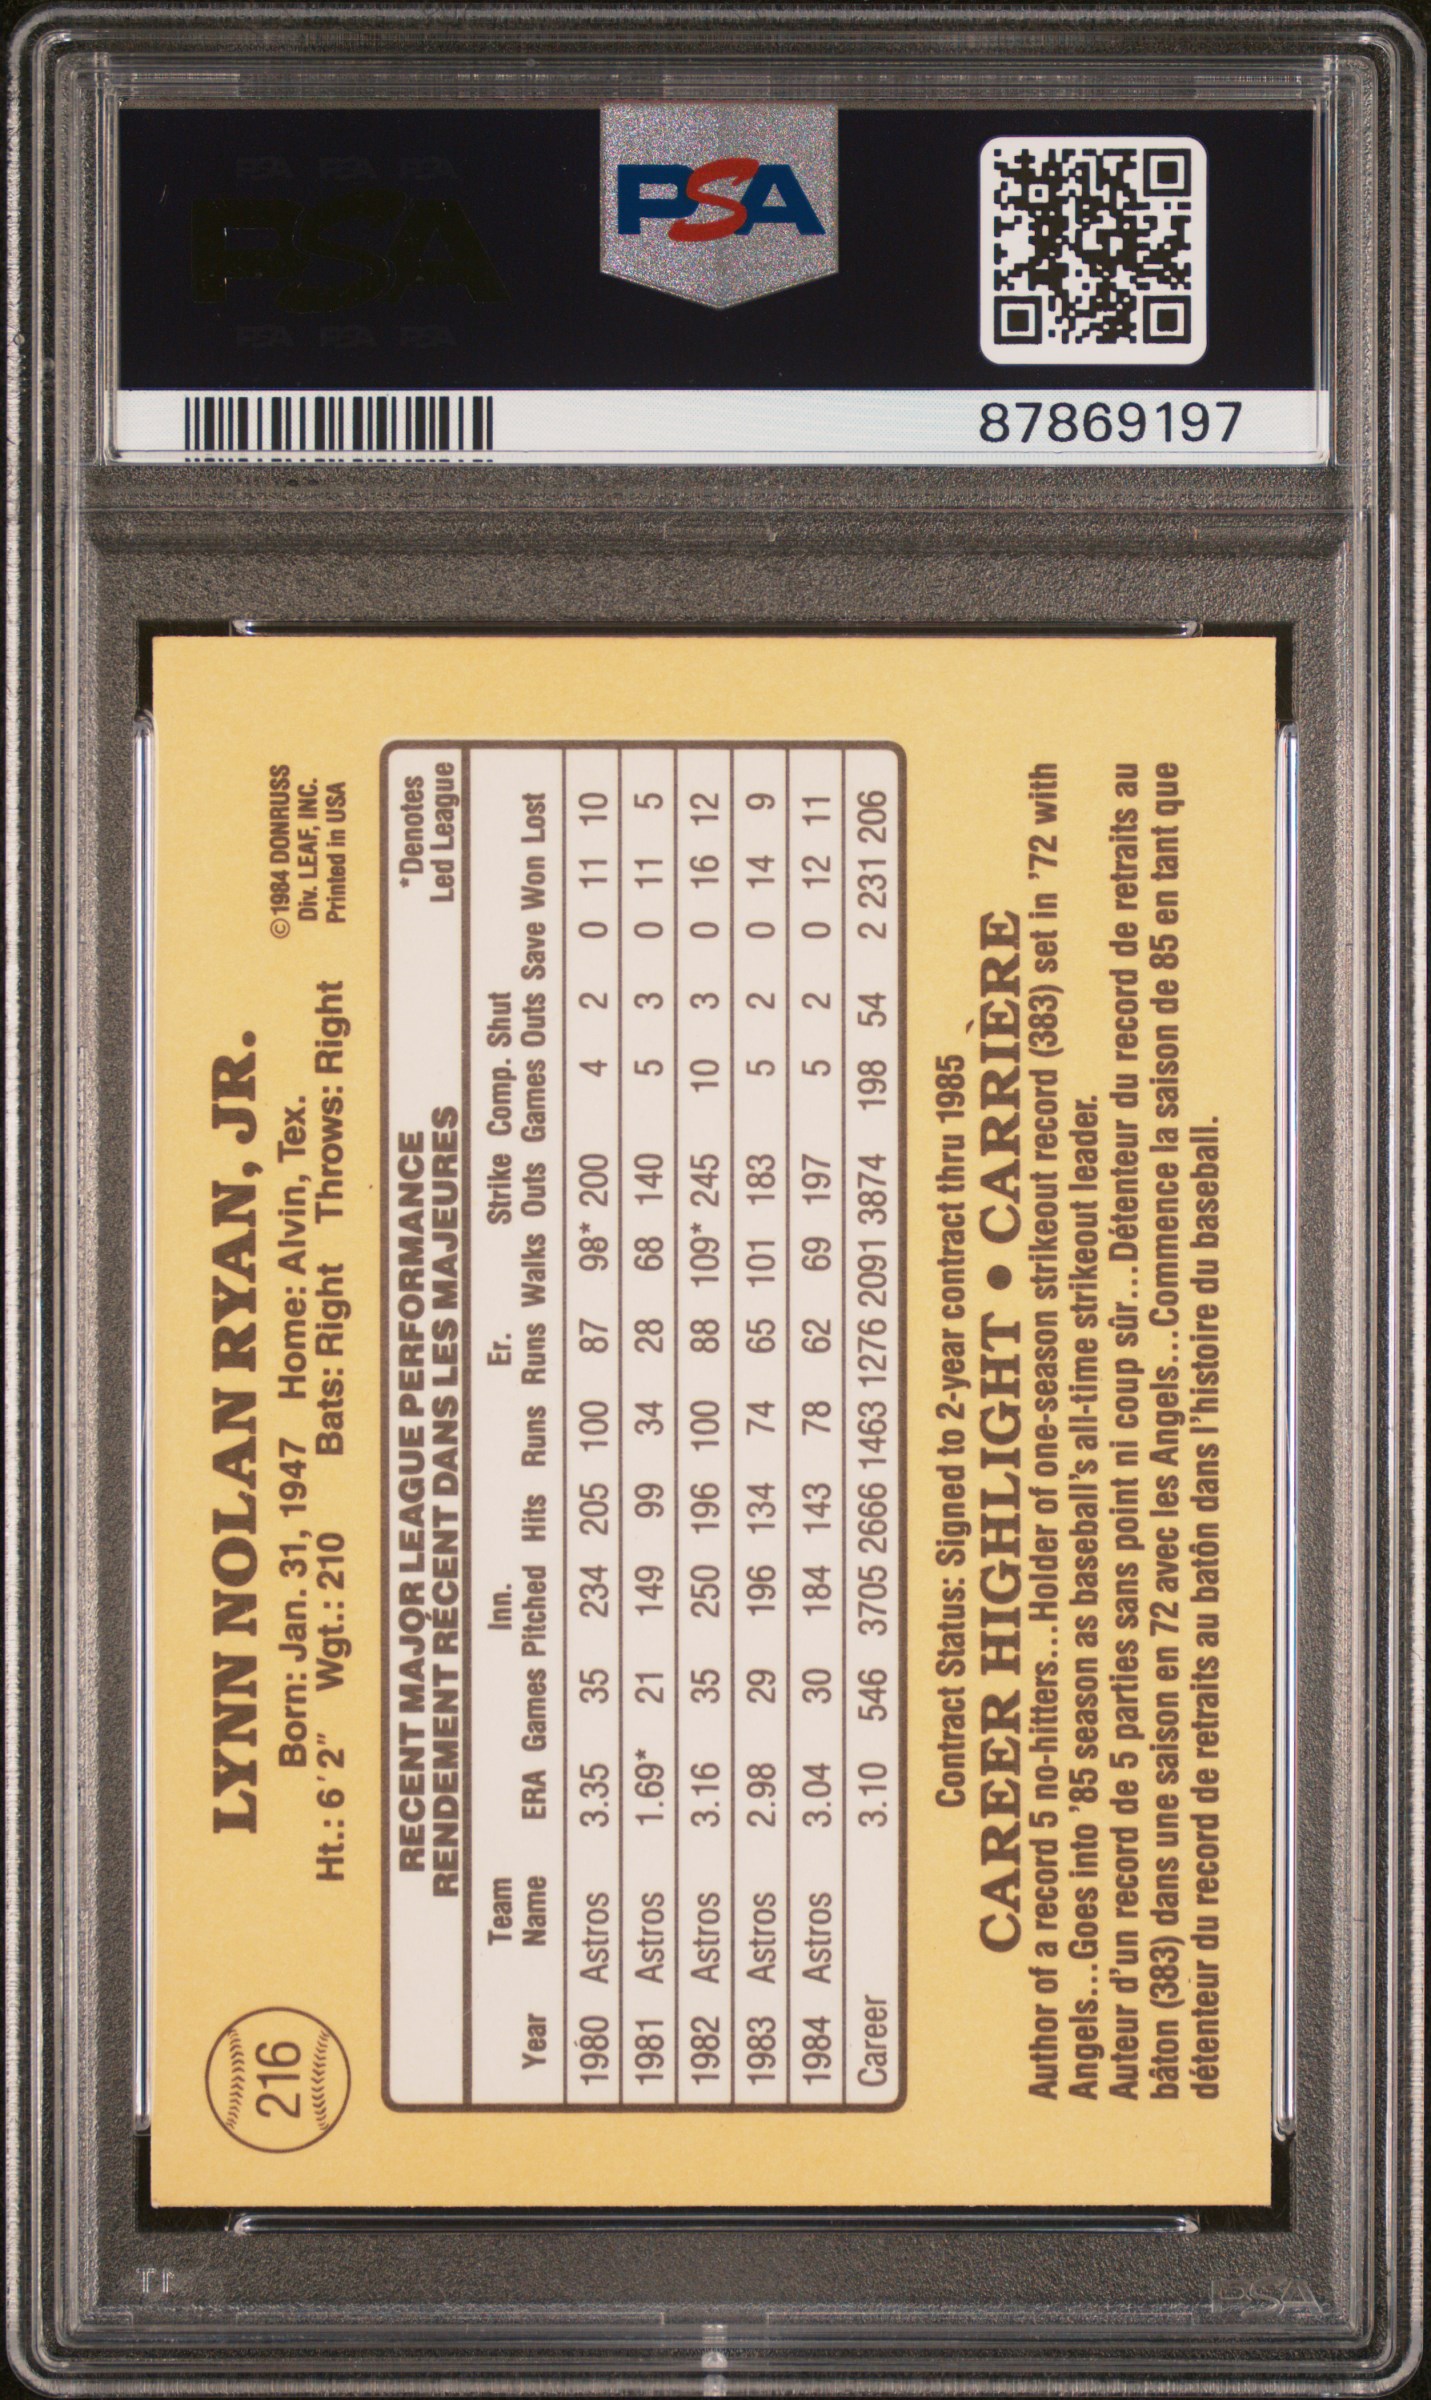 PSA PSA PSA
PSA
PSA PSA PSA
PSA
87869197
216
LYNN NOLAN RYAN, JR.
©1984 DONRUSS
Div. LEAF, INC.
Printed in USA
Born: Jan. 31, 1947 Home: Alvin, Tex.
Ht.: 6'2" Wgt.: 210 Bats: Right Throws: Right
RECENT MAJOR LEAGUE PERFORMANCE
RENDEMENT RÉCENT DANS LES MAJEURES
*Denotes
Led League
Team Inn. Er. Strike Comp. Shut
Year Name ERA Games Pitched Hits Runs Runs Walks Outs Games Outs Save Won Lost
1980 Astros 3.35 35 234 205 100 87 98* 200 4 2 0 11 10
1981 Astros 1.69* 21 149 99 34 28 68 140 5 3 0 11 5
1982 Astros 3.16 35 250 196 100 88 109* 245 10 3 0 16 12
1983 Astros 2.98 29 196 134 74 65 101 183 5 2 0 14 9
1984 Astros 3.04 30 184 143 78 62 69 197 5 2 0 12 11
Career 3.10 546 3705 2666 1463 1276 2091 3874 198 54 2 231 206
Contract Status: Signed to 2-year contract thru 1985
CAREER HIGHLIGHT • CARRIÈRE
Author of a record 5 no-hitters...Holder of one-season strikeout record (383) set in '72 with
Angels...Goes into '85 season as baseball's all-time strikeout leader.
Auteur d'un record de 5 parties sans point ni coup sûr...Détenteur du record de retraits au
bâton (383) dans une saison en 72 avec les Angels...Commence la saison de 85 en tant que
détenteur du record de retraits au batôn dans l'histoire du baseball.
PSA